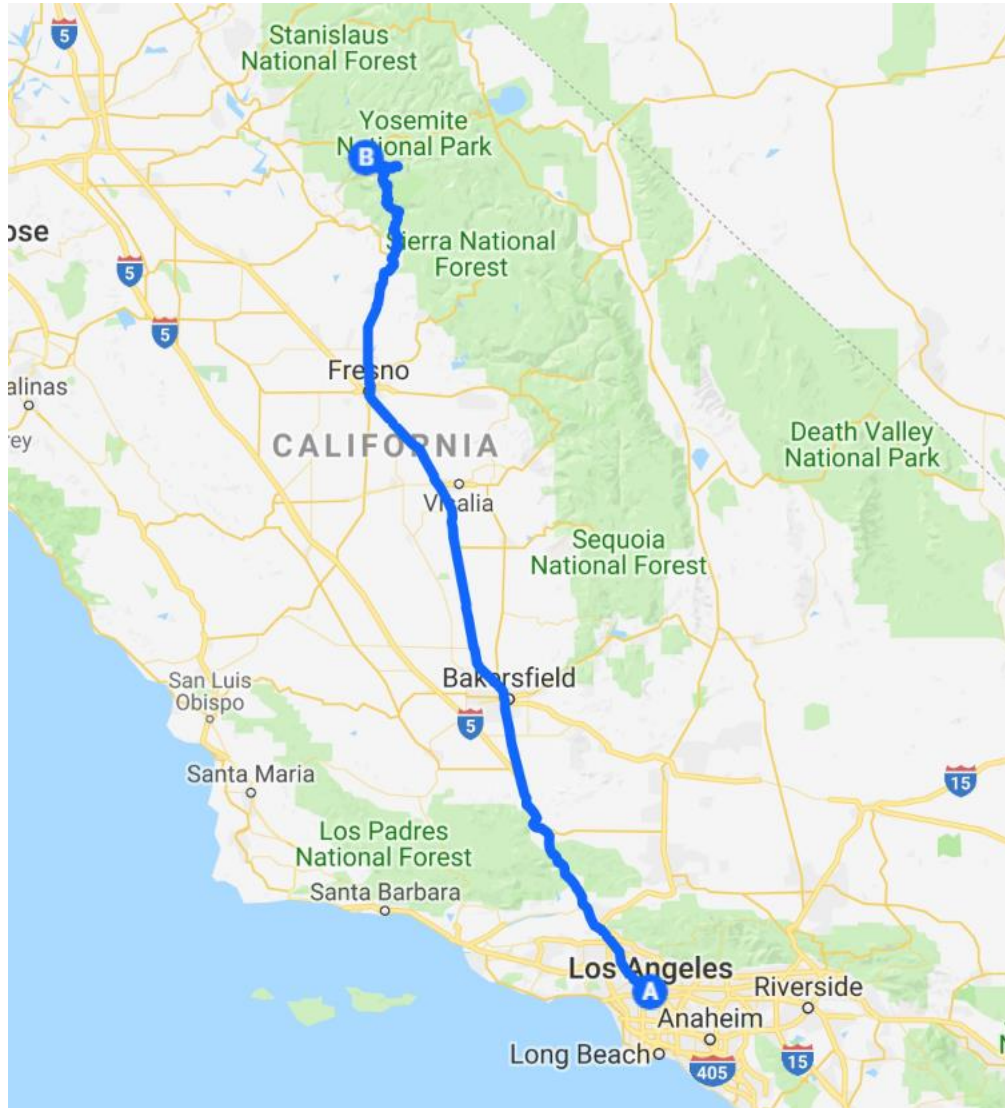 5
Stanislaus
National Forest
Yosemite
National Park
B
ose
Sierra National
Forest
5
5
Fresno
alinas
rey
CALIFORNIA
Death Valley
National Park
Visalia
Sequoia
National Forest
Bakersfield
San Luis
Obispo
5
Santa Maria
15
Los Padres
National Forest
Santa Barbara
Los Angeles
A
Riverside
Anaheim
Long Beach
405
15
N